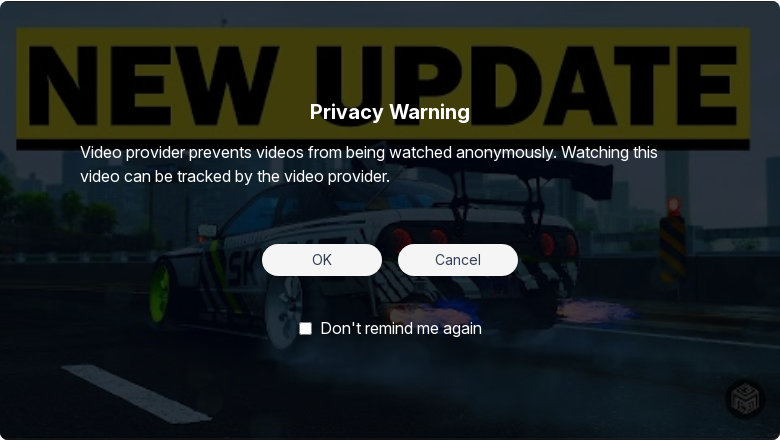 NEW UPDATE
Privacy Warning
Video provider prevents videos from being watched anonymously. Watching this
video can be tracked by the video provider.
OK
Cancel
Don't remind me again